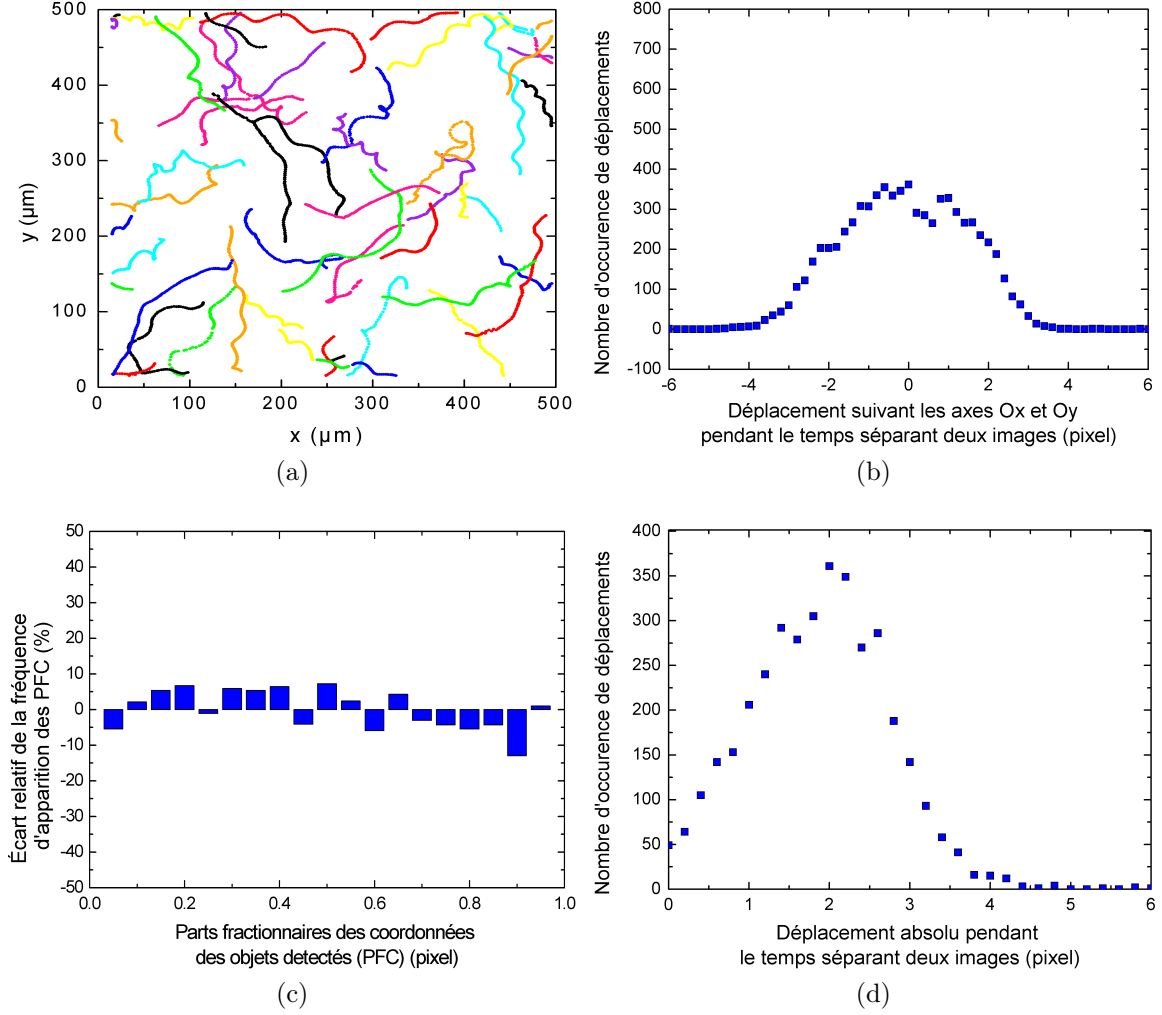 500
400
300
200
100
0
y (µm)
0 100 200 300 400 500
x (µm)
(a)
800
700
600
500
400
300
200
100
0
-100
Nombre d'occurence de déplacements
-6 -4 -2 0 2 4 6
Déplacement suivant les axes Ox et Oy
pendant le temps séparant deux images (pixel)
(b)
50
40
30
20
10
0
-10
-20
-30
-40
-50
Écart relatif de la fréquence
d'apparition des PFC (%)
0.0 0.2 0.4 0.6 0.8 1.0
Parts fractionnaires des coordonnées
des objets detectés (PFC) (pixel)
(c)
400
350
300
250
200
150
100
50
0
Nombre d'occurence de déplacements
0 1 2 3 4 5 6
Déplacement absolu pendant
le temps séparant deux images (pixel)
(d)